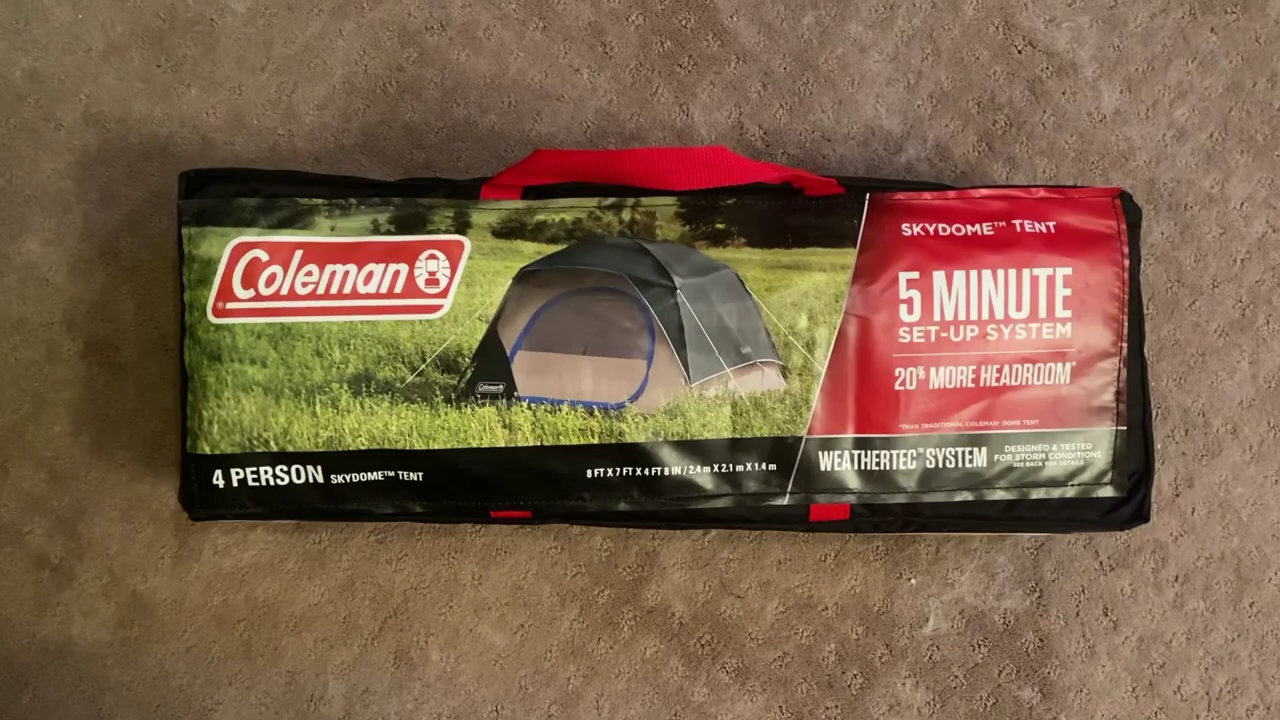 Coleman®
Coleman
4 PERSON SKYDOME™ TENT
8 FT X 7 FT X 4 FT 8 IN / 2.4 m X 2.1 m X 1.4 m
SKYDOME™ TENT
5 MINUTE
SET-UP SYSTEM
20% MORE HEADROOM*
*THAN TRADITIONAL COLEMAN® DOME TENT
WEATHERTEC™ SYSTEM
DESIGNED & TESTED
FOR STORM CONDITIONS
SEE BACK FOR DETAILS